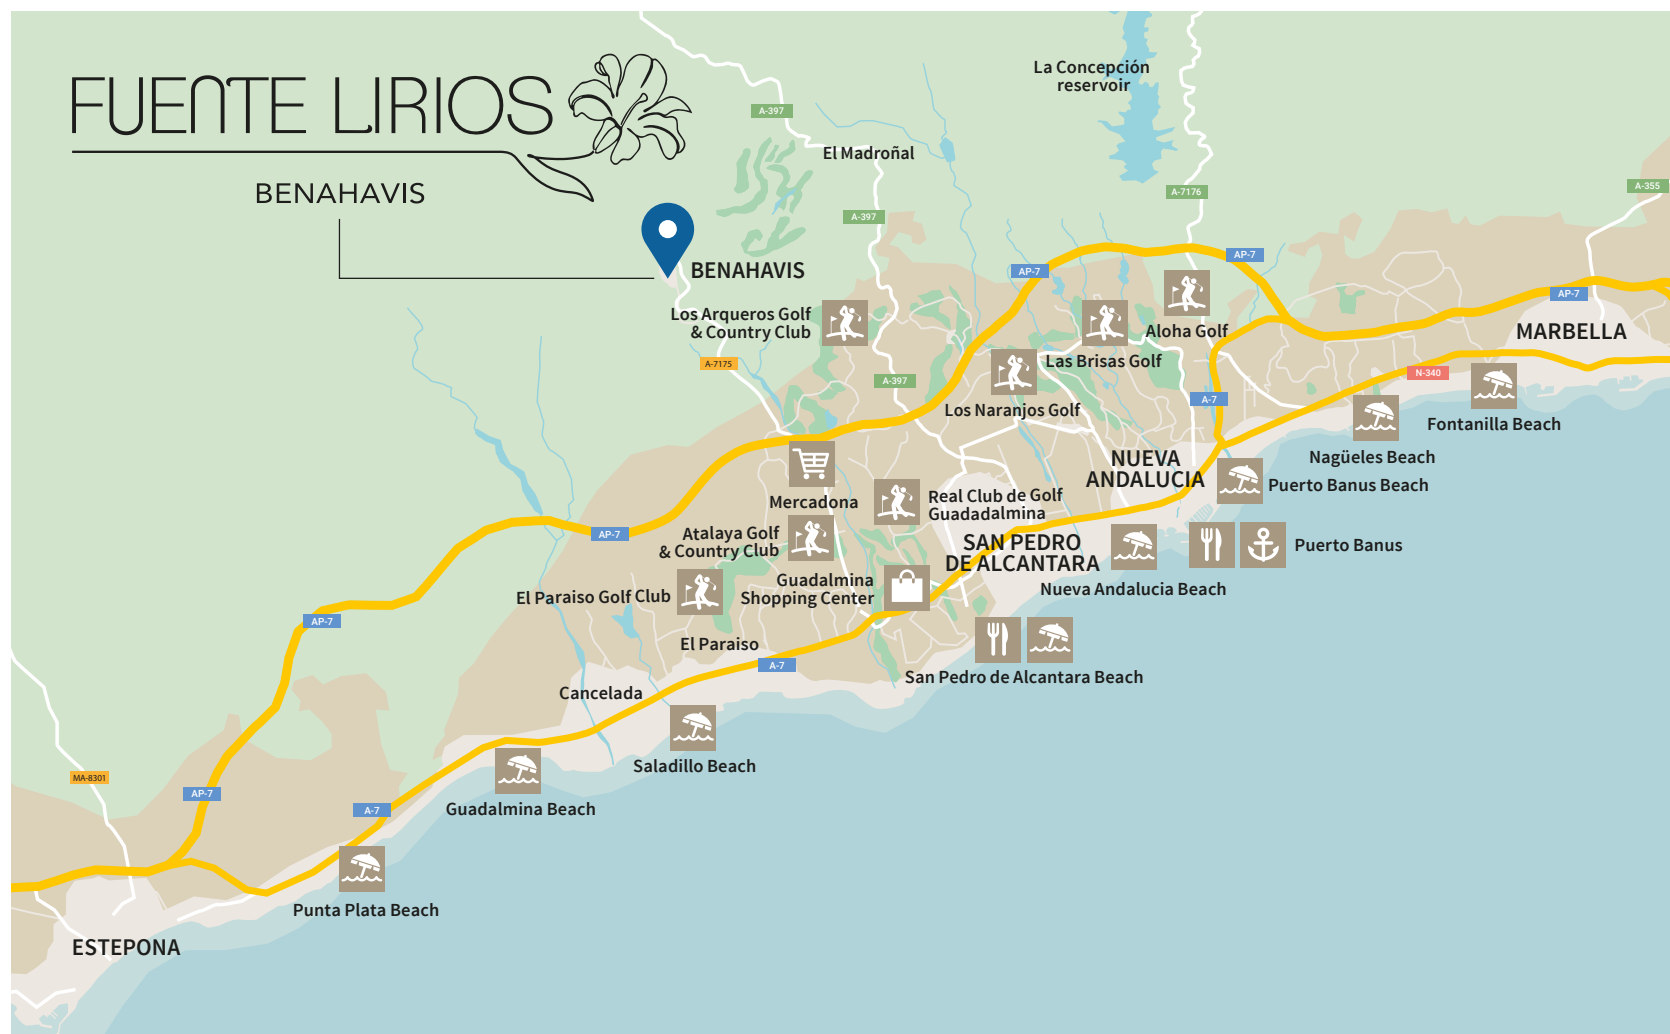 FUENTE LIRIOS
BENAHAVIS
La Concepción
reservoir
A-397
El Madroñal
A-7176
A-355
A-397
AP-7
AP-7
BENAHAVIS
AP-7
Los Arqueros Golf
& Country Club
Aloha Golf
MARBELLA
Las Brisas Golf
A-7175
N-340
A-397
A-7
Los Naranjos Golf
Fontanilla Beach
Nagüeles Beach
NUEVA
ANDALUCIA
Puerto Banus Beach
Mercadona
Real Club de Golf
Guadadalmina
AP-7
Atalaya Golf
& Country Club
SAN PEDRO
DE ALCANTARA
Puerto Banus
Guadalmina
Shopping Center
Nueva Andalucia Beach
El Paraiso Golf Club
AP-7
El Paraiso
A-7
San Pedro de Alcantara Beach
Cancelada
Saladillo Beach
MA-8301
AP-7
A-7
Guadalmina Beach
Punta Plata Beach
ESTEPONA